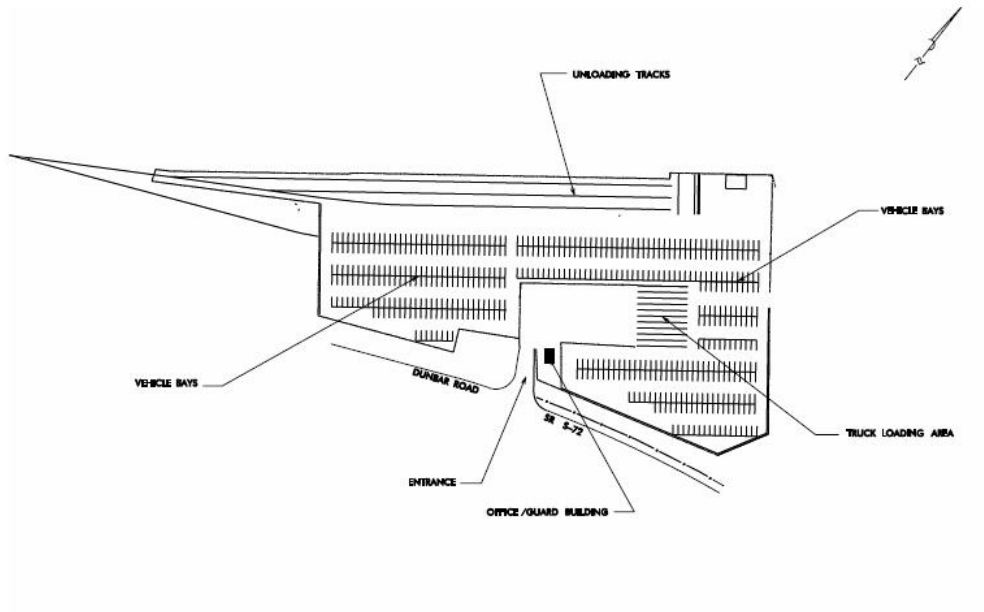 UNLOADING TRACKS
VEHICLE BAYS
VEHICLE BAYS
DUNBAR ROAD
SR S-72
TRUCK LOADING AREA
ENTRANCE
OFFICE/GUARD BUILDING